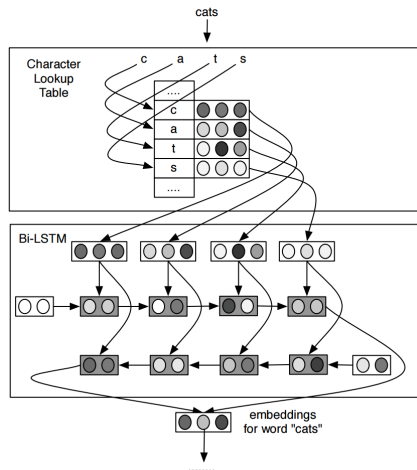 cats
Character
Lookup
Table
c a t s
....
c
a
t
s
....
Bi-LSTM
embeddings
for word "cats"
........